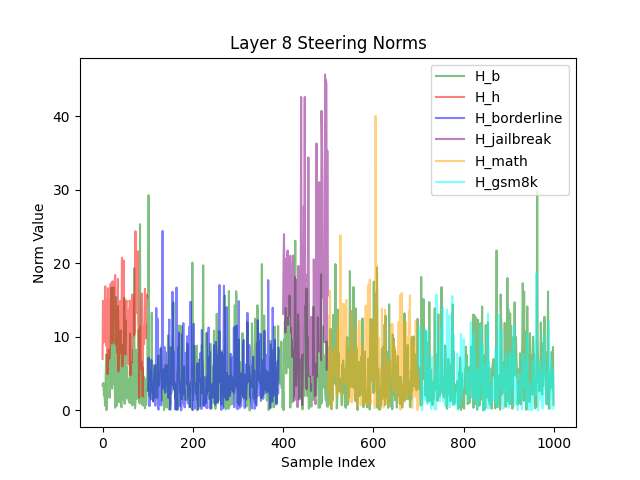 Layer 8 Steering Norms
H_b
H_h
H_borderline
H_jailbreak
H_math
H_gsm8k
Norm Value
40
30
20
10
0
0 200 400 600 800 1000
Sample Index